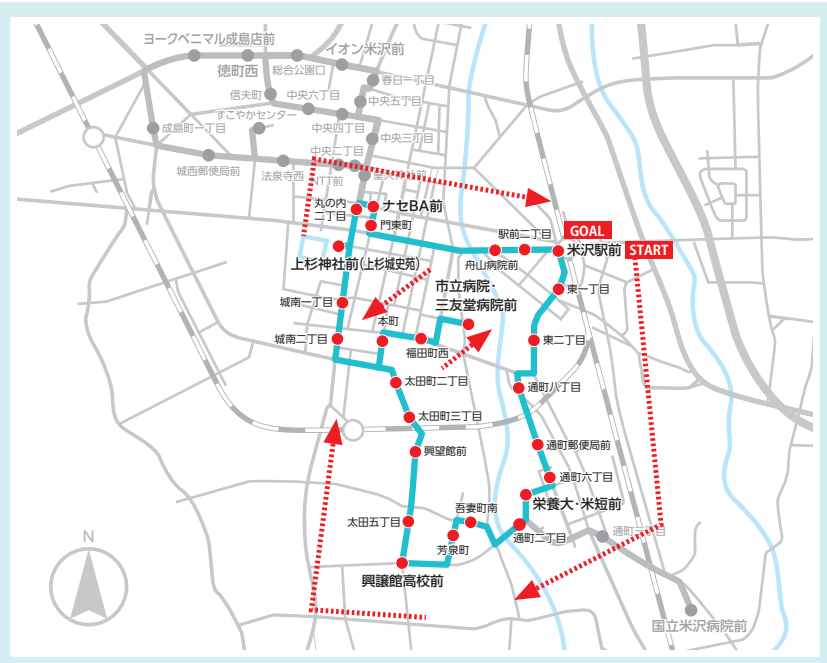 ヨークベニマル成島店前
イオン米沢前
徳町西
総合公園口
春日一丁目
信夫町
中央六丁目
中央五丁目
すこやかセンター
成島町一丁目
中央四丁目
中央三丁目
中央二丁目
城西郵便局前
法泉寺西
NTT前
丸の内
二丁目
ナセBA前
門東町
GOAL
駅前二丁目
米沢駅前
START
舟山病院前
上杉神社前(上杉城史苑)
市立病院・
三友堂病院前
東一丁目
城南一丁目
本町
城南二丁目
福田町西
東二丁目
太田町二丁目
通町八丁目
太田町三丁目
興望館前
通町郵便局前
通町六丁目
栄養大・米短前
吾妻町南
太田五丁目
通町二丁目
芳泉町
N
興譲館高校前
国立米沢病院前